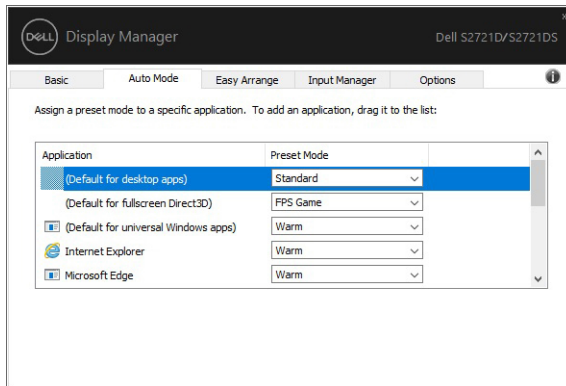 DELL Display Manager Dell S2721D/S2721DS
Basic Auto Mode Easy Arrange Input Manager Options
Assign a preset mode to a specific application. To add an application, drag it to the list:
Application Preset Mode
(Default for desktop apps) Standard
(Default for fullscreen Direct3D) FPS Game
(Default for universal Windows apps) Warm
Internet Explorer Warm
Microsoft Edge Warm